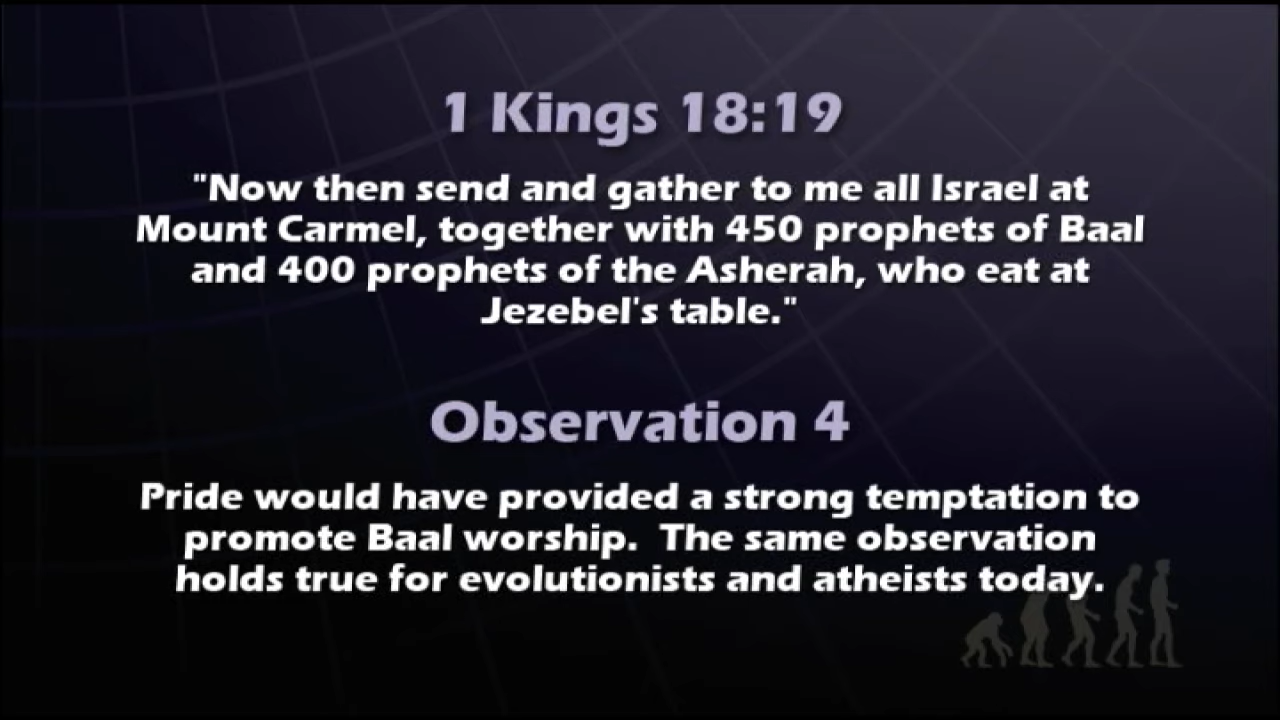 1 Kings 18:19
"Now then send and gather to me all Israel at
Mount Carmel, together with 450 prophets of Baal
and 400 prophets of the Asherah, who eat at
Jezebel's table."
Observation 4
Pride would have provided a strong temptation to
promote Baal worship.  The same observation
holds true for evolutionists and atheists today.